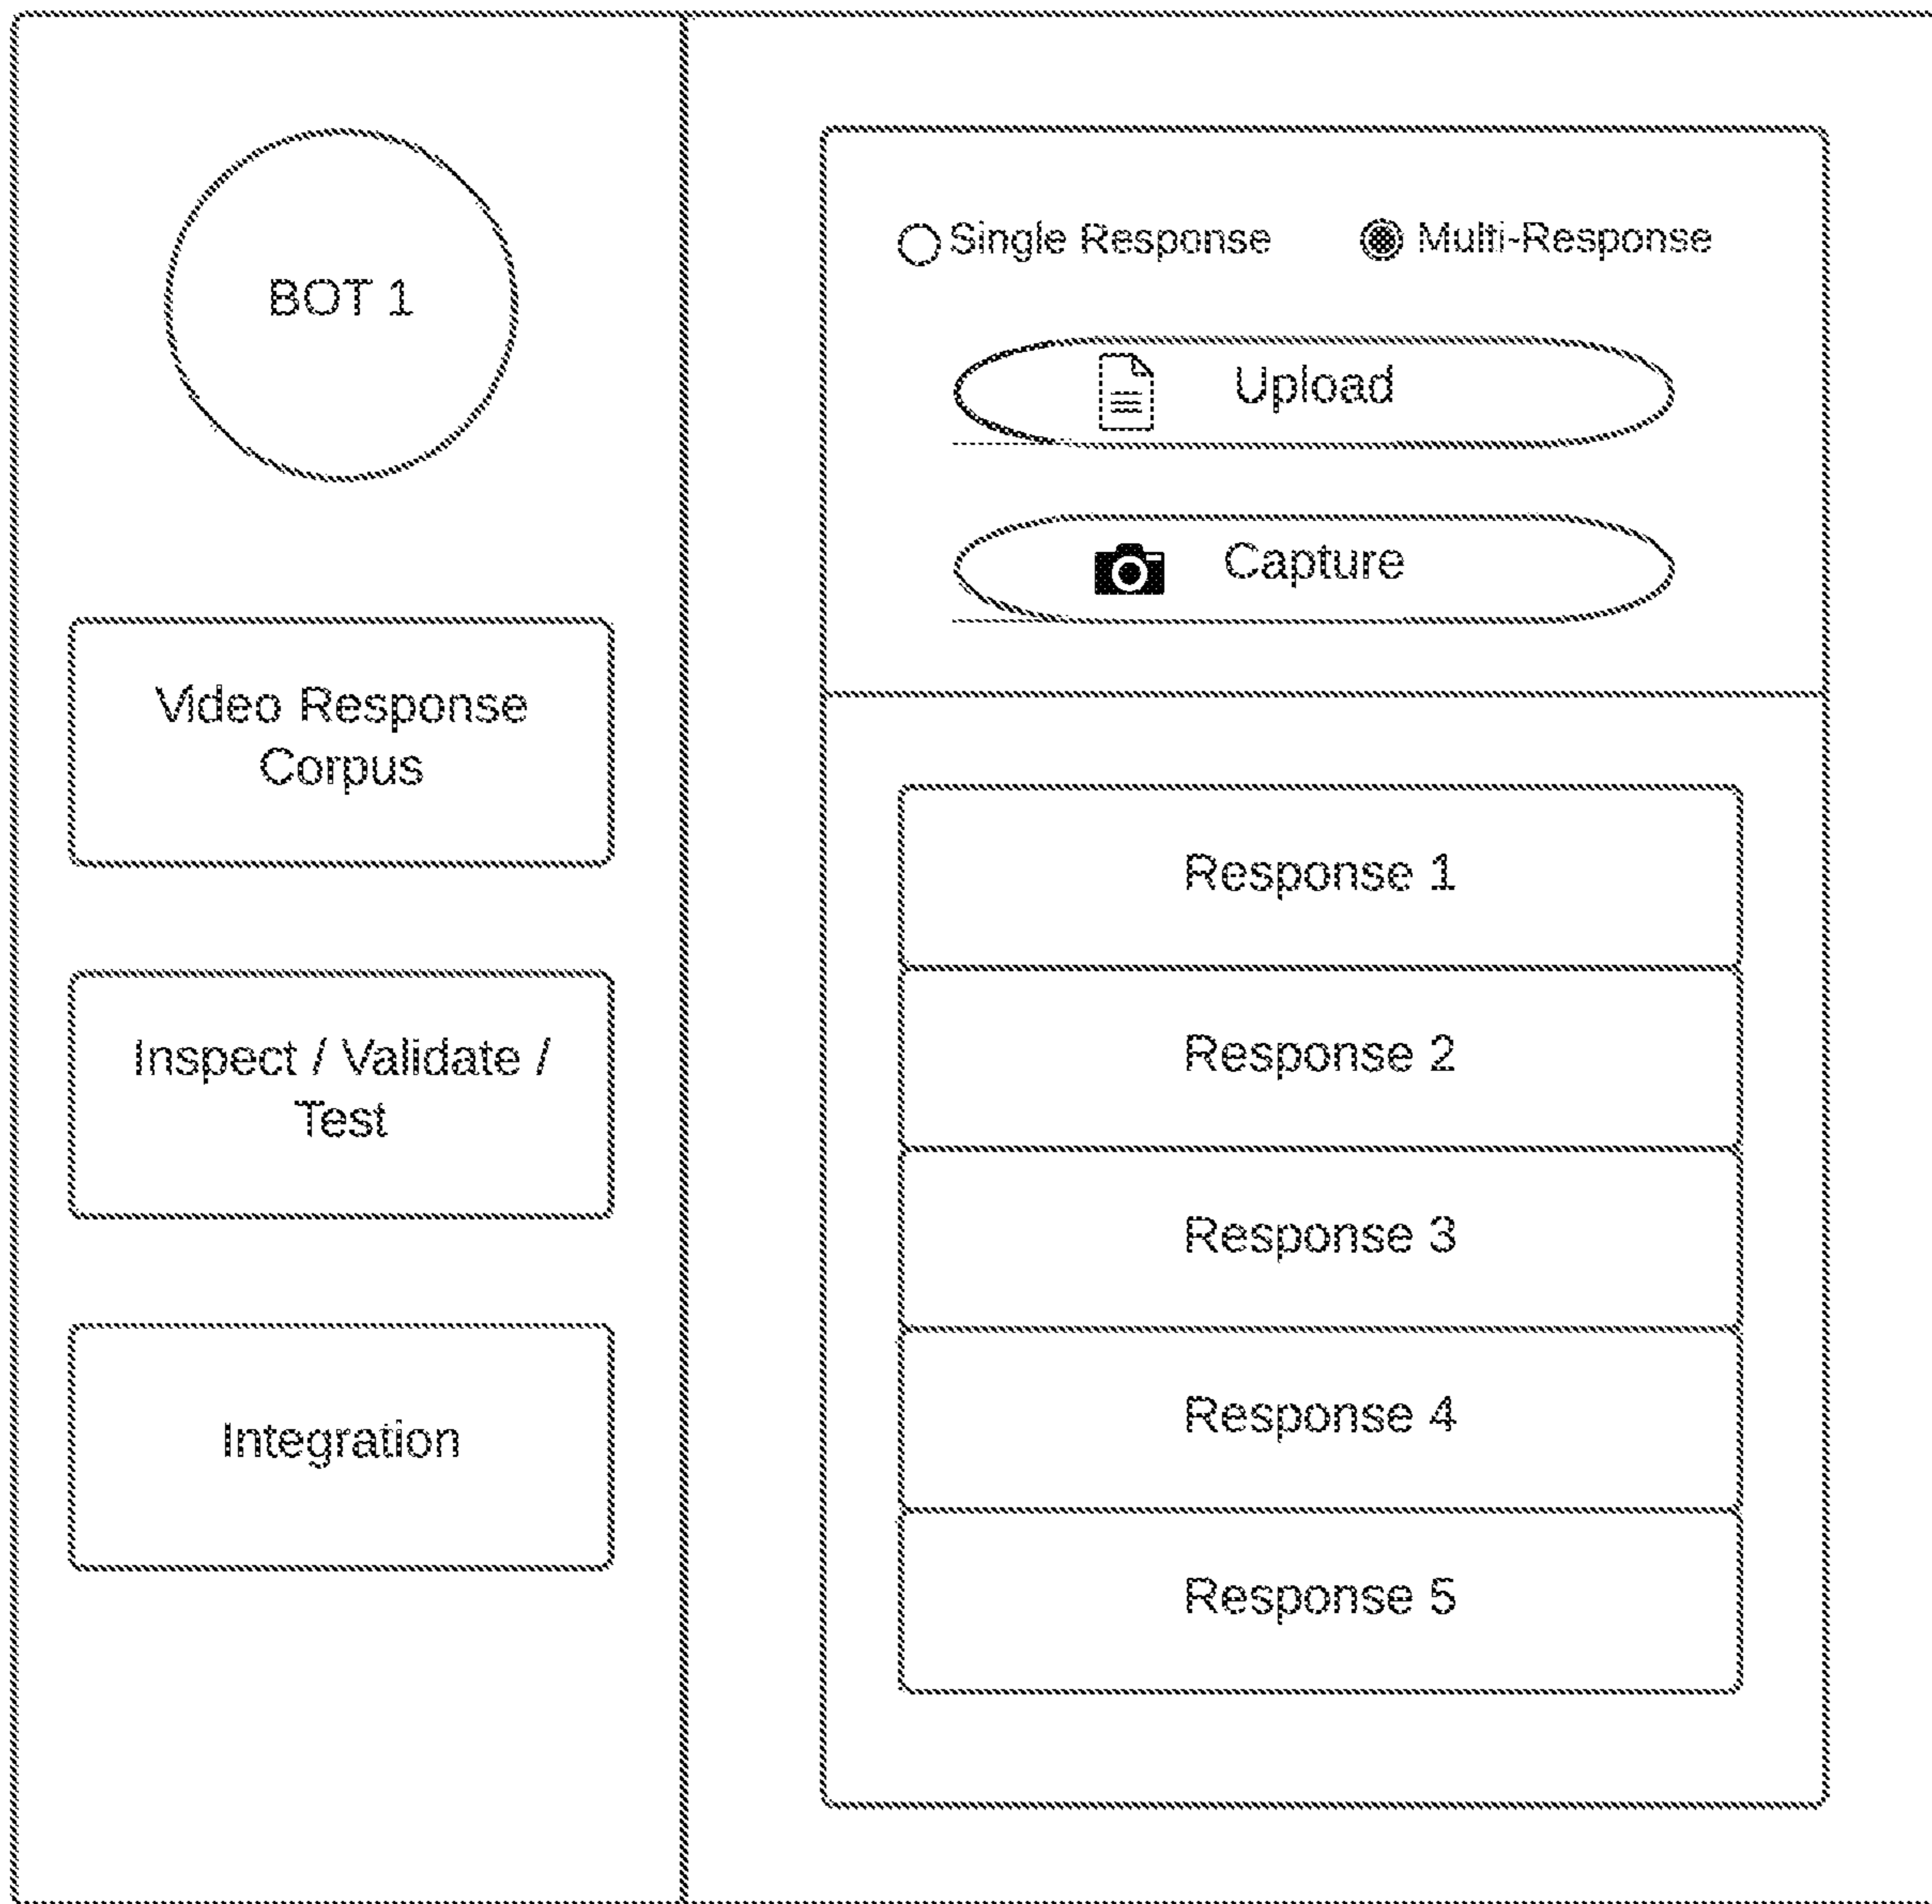 BOT 1
Video Response
Corpus
Inspect / Validate /
Test
Integration
Single Response
Multi-Response
Upload
Capture
Response 1
Response 2
Response 3
Response 4
Response 5